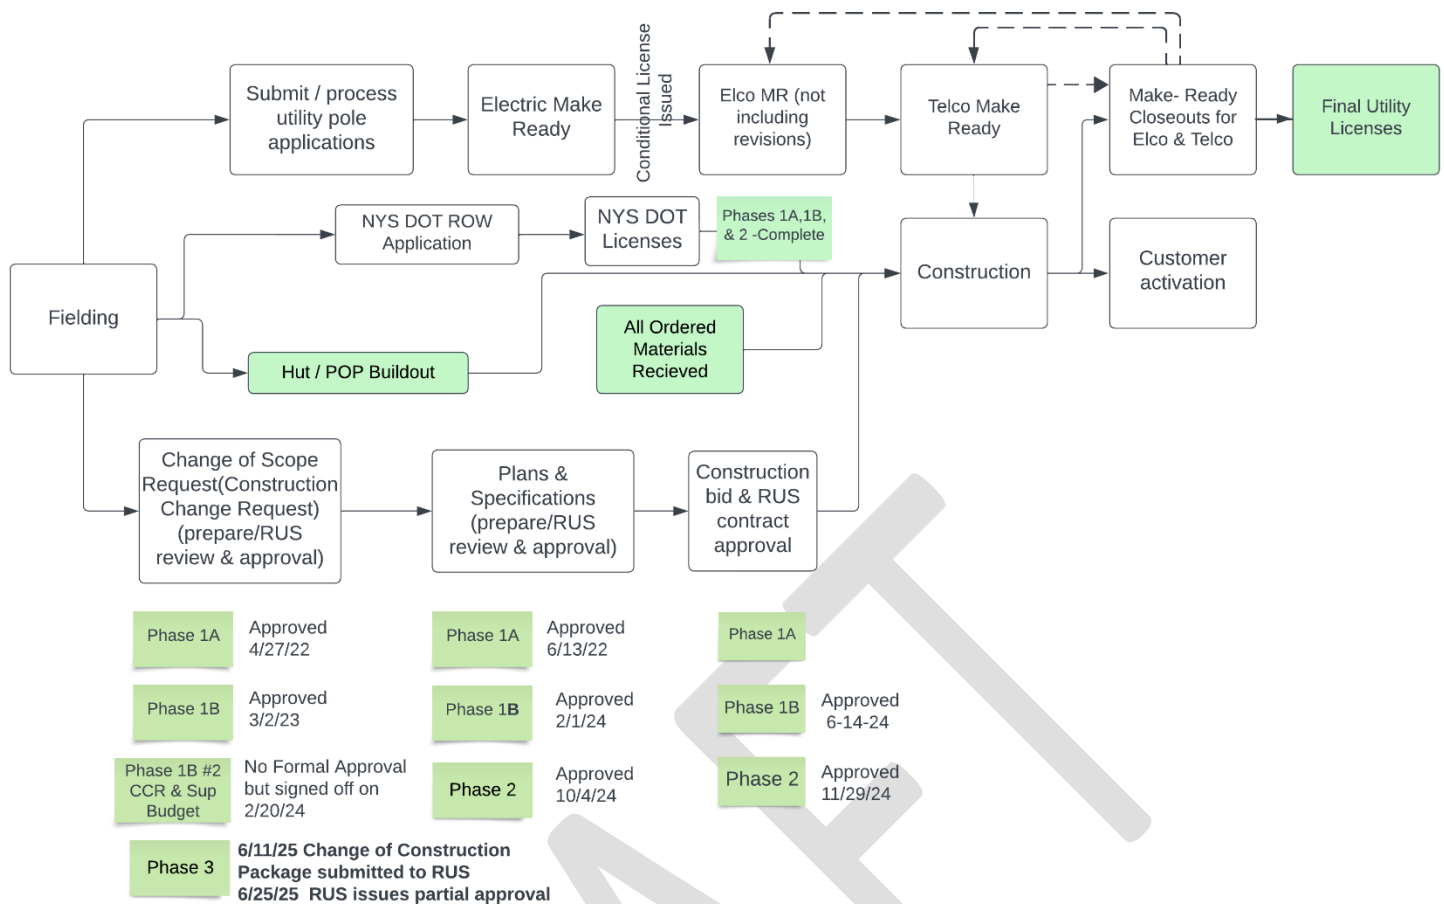 Submit / process
utility pole
applications
Electric Make
Ready
Conditional License
Issued
Elco MR (not
including
revisions)
Telco Make
Ready
Make- Ready
Closeouts for
Elco & Telco
Final Utility
Licenses
NYS DOT ROW
Application
NYS DOT
Licenses
Phases 1A,1B,
& 2 -Complete
Construction
Customer
activation
Fielding
Hut / POP Buildout
All Ordered
Materials
Recieved
Change of Scope
Request(Construction
Change Request)
(prepare/RUS
review & approval)
Plans &
Specifications
(prepare/RUS
review & approval)
Construction
bid & RUS
contract
approval
Phase 1A
Approved
4/27/22
Phase 1A
Approved
6/13/22
Phase 1A
Phase 1B
Approved
3/2/23
Phase 1B
Approved
2/1/24
Phase 1B
Approved
6-14-24
Phase 1B #2
CCR & Sup
Budget
No Formal Approval
but signed off on
2/20/24
Phase 2
Approved
10/4/24
Phase 2
Approved
11/29/24
Phase 3
6/11/25 Change of Construction
Package submitted to RUS
6/25/25 RUS issues partial approval